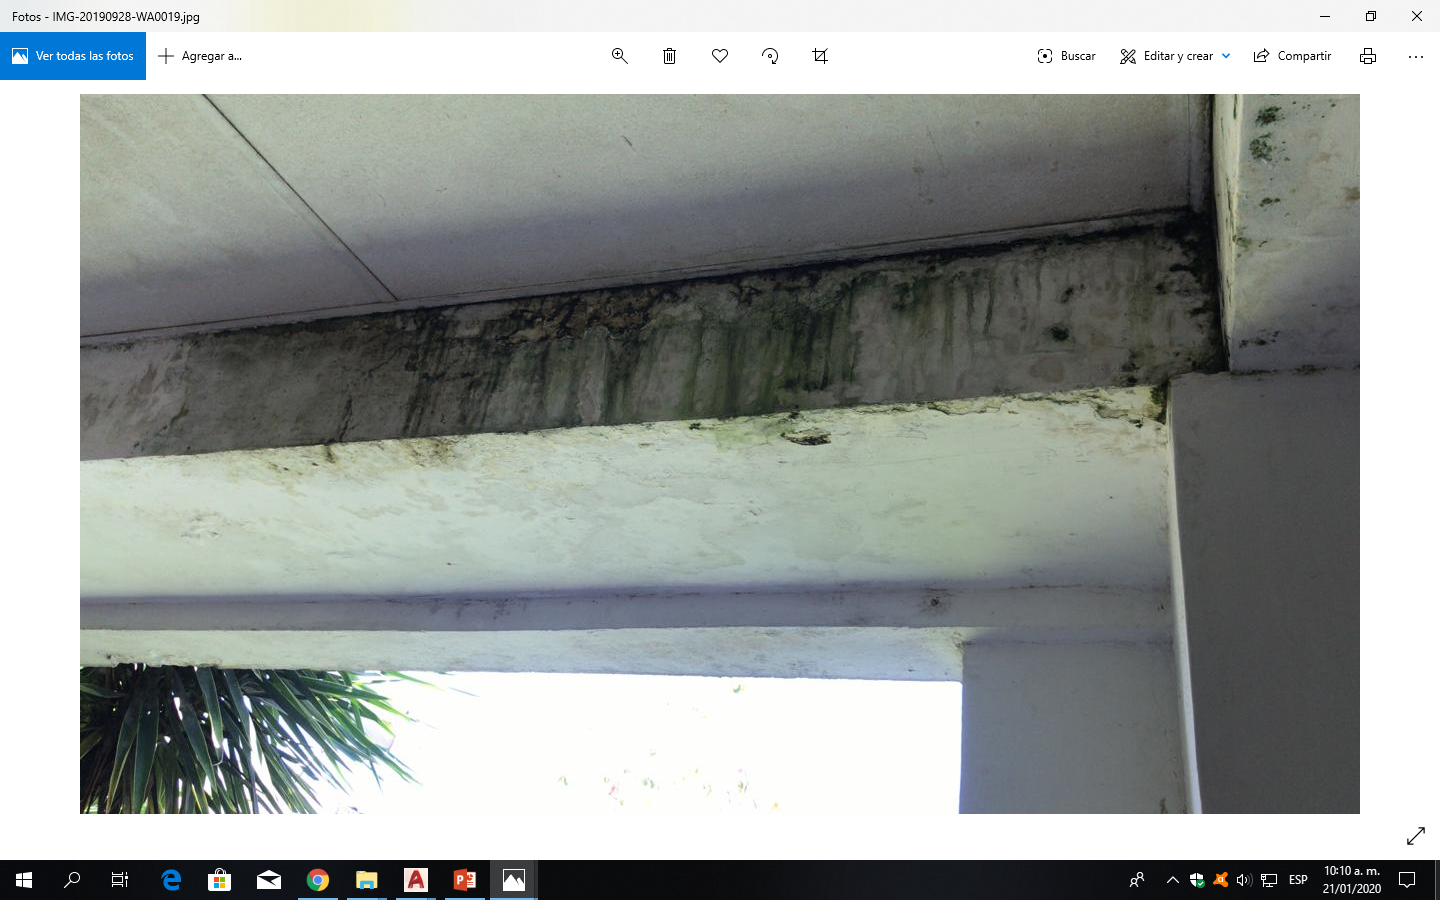 Fotos - IMG-20190928-WA0019.jpg
Ver todas las fotos
Agregar a...
Buscar
Editar y crear
Compartir
ESP
10:10 a. m.
21/01/2020